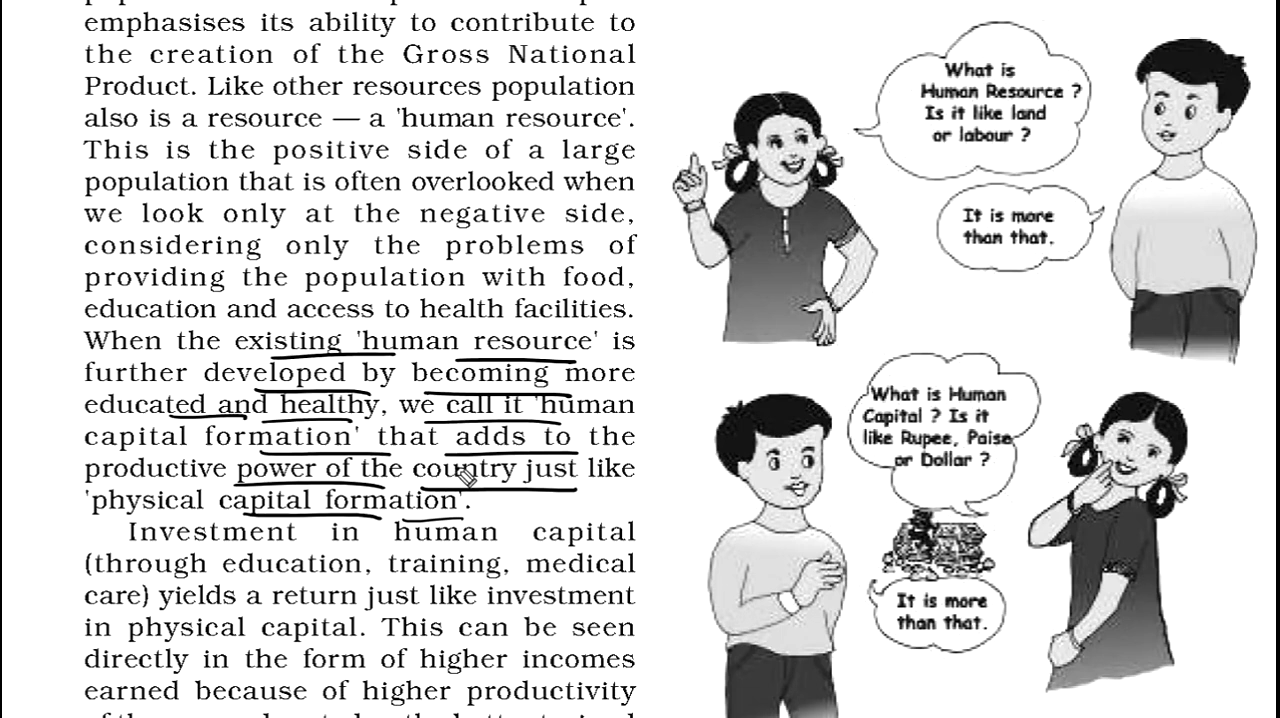 emphasises its ability to contribute to
the creation of the Gross National
Product. Like other resources population
also is a resource — a 'human resource'.
This is the positive side of a large
population that is often overlooked when
we look only at the negative side,
considering only the problems of
providing the population with food,
education and access to health facilities.
When the existing 'human resource' is
further developed by becoming more
educated and healthy, we call it 'human
capital formation' that adds to the
productive power of the country just like
'physical capital formation'.
Investment in human capital
(through education, training, medical
care) yields a return just like investment
in physical capital. This can be seen
directly in the form of higher incomes
earned because of higher productivity
What is
Human Resource ?
Is it like land
or labour ?
It is more
than that.
What is Human
Capital ? Is it
like Rupee, Paise
or Dollar ?
It is more
than that.